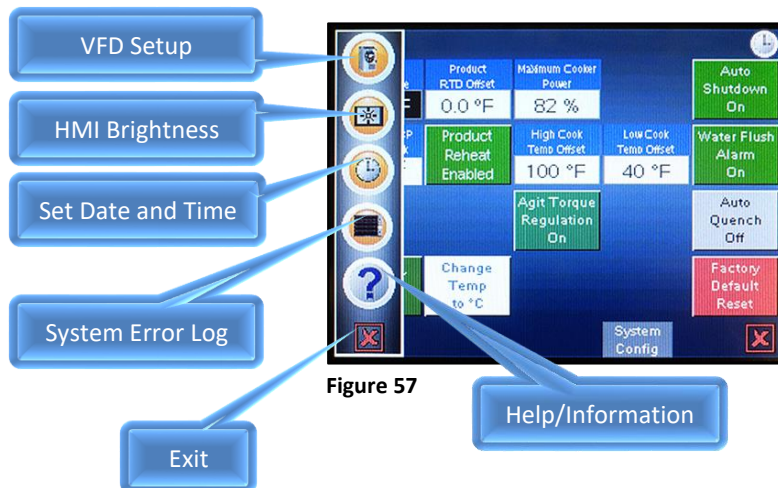 VFD Setup
HMI Brightness
Set Date and Time
System Error Log
Exit
Product
RTD Offset
0.0 °F
Maximum Cooker
Power
82 %
Auto
Shutdown
On
Product
Reheat
Enabled
High Cook
Temp Offset
100 °F
Low Cook
Temp Offset
40 °F
Water Flush
Alarm
On
Agit Torque
Regulation
On
Auto
Quench
Off
?
Change
Temp
to °C
Factory
Default
Reset
System
Config
X
X
Figure 57
Help/Information